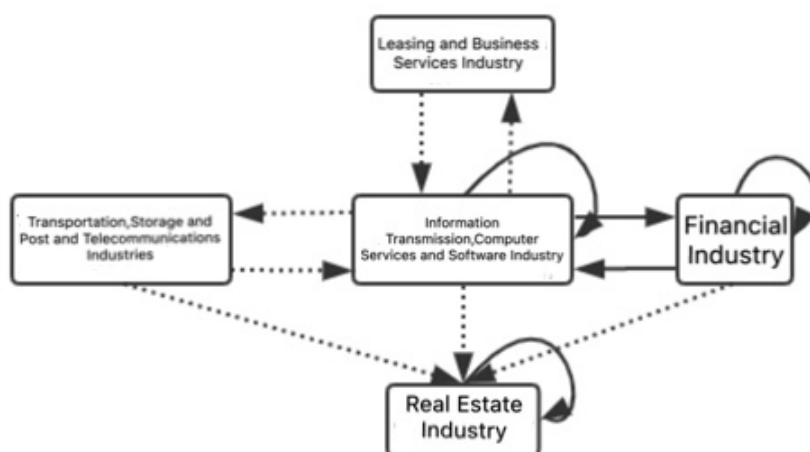 Leasing and Business
Services Industry
Transportation,Storage and
Post and Telecommunications
Industries
Information
Transmission,Computer
Services and Software Industry
Financial
Industry
Real Estate
Industry